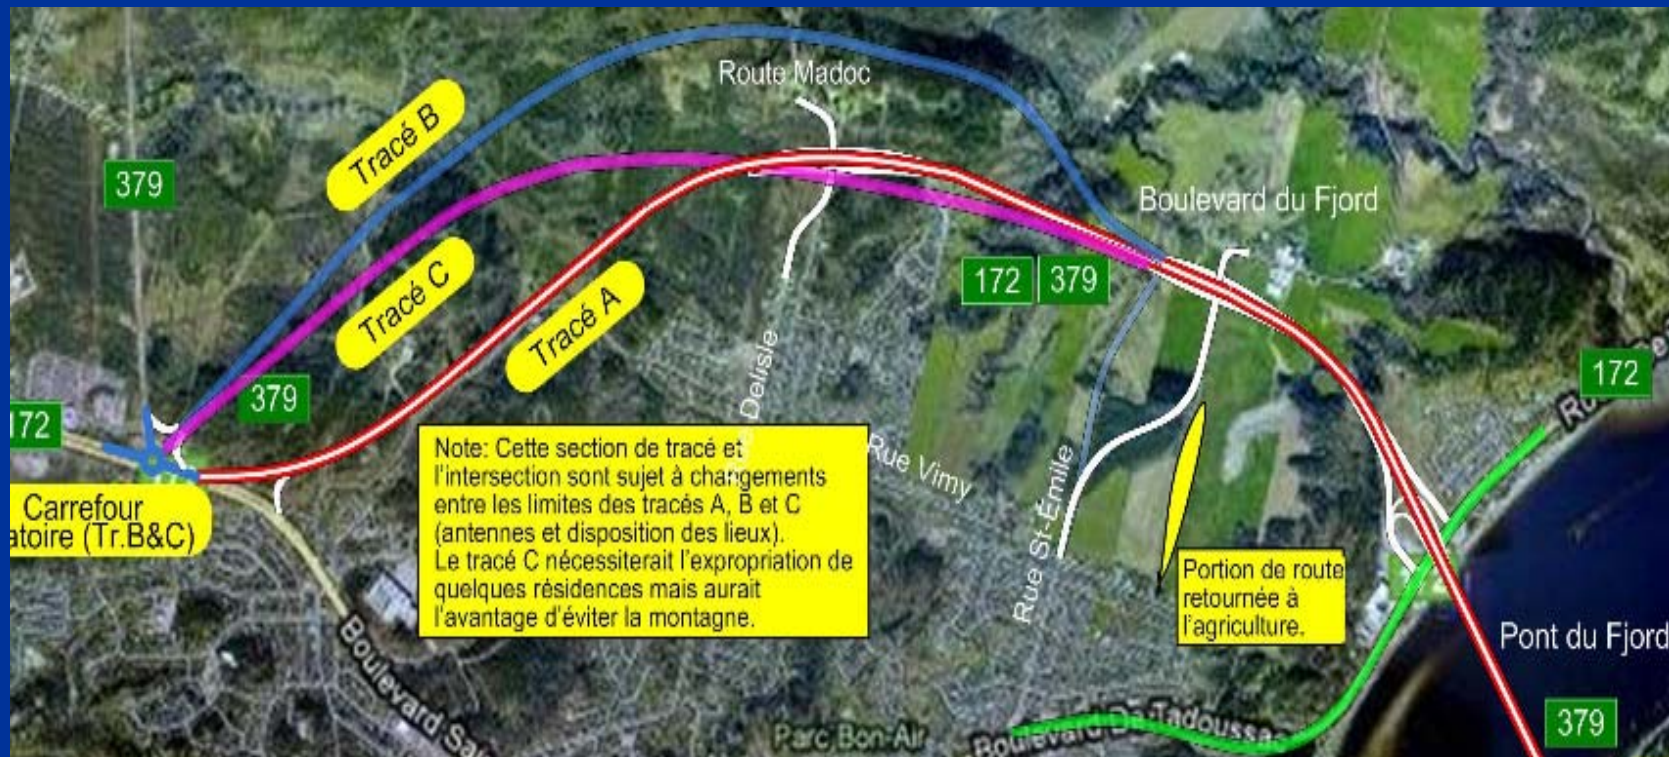 Route Madoc
Tracé B
379
Boulevard du Fjord
Tracé C
172
379
Tracé A
Rue Delisle
172
379
172
Carrefour
atoire (Tr.B&C)
Note: Cette section de tracé et
l'intersection sont sujet à changements
entre les limites des tracés A, B et C
(antennes et disposition des lieux).
Le tracé C nécessiterait l'expropriation de
quelques résidences mais aurait
l'avantage d'éviter la montagne.
Rue Vimy
Rue St-Émile
Portion de route
retournée à
l'agriculture.
Boulevard
Pont du Fjord
Parc Bon-Air
Boulevard De Tadoussac
379